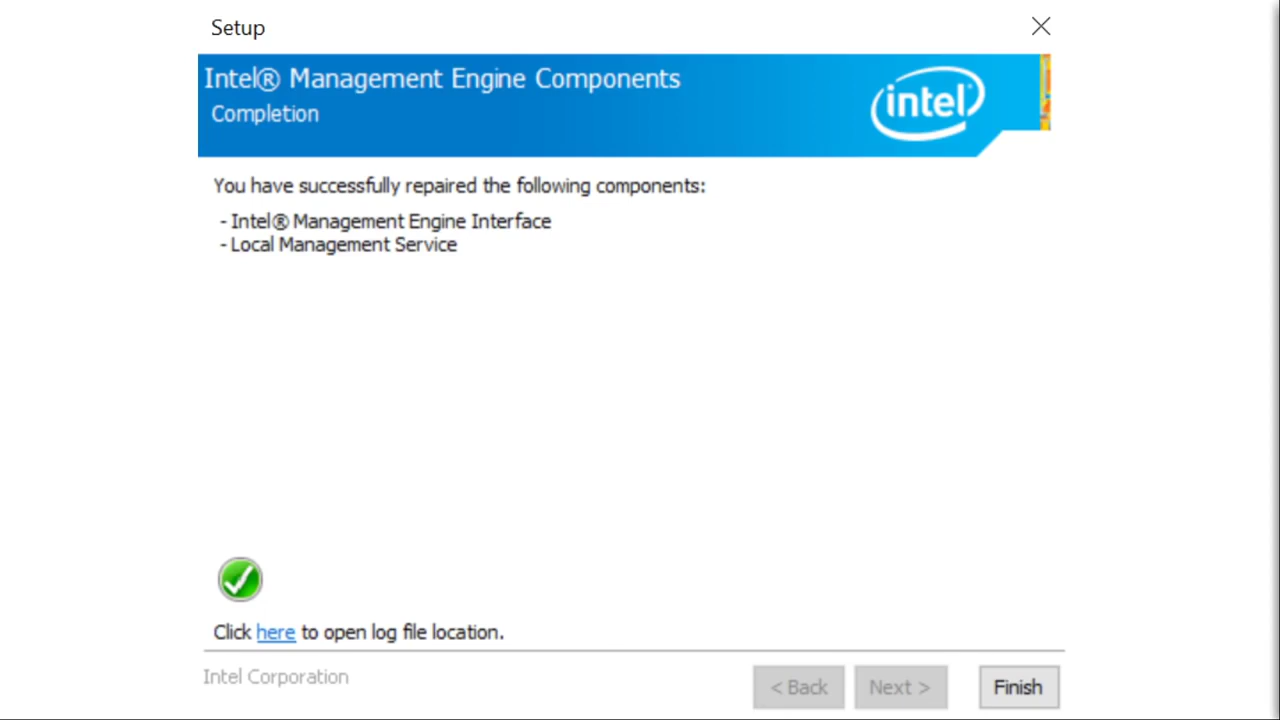 Setup
Intel® Management Engine Components
Completion
intel®
You have successfully repaired the following components:
- Intel® Management Engine Interface
- Local Management Service
Click here to open log file location.
Intel Corporation
< Back
Next >
Finish